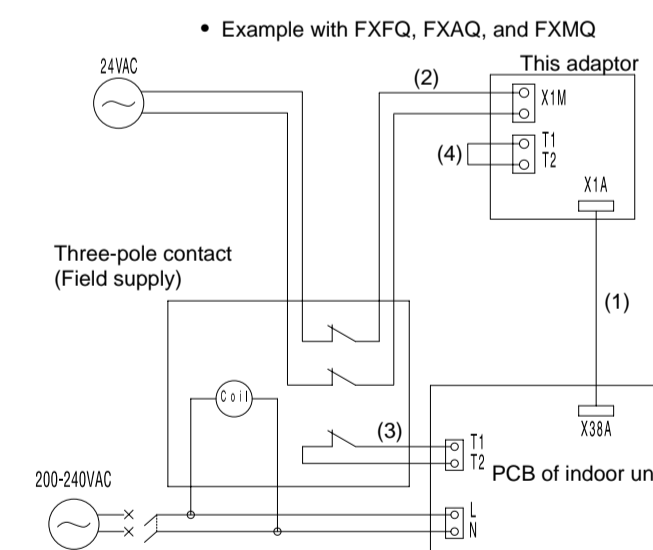 • Example with FXFQ, FXAQ, and FXMQ
24VAC
This adaptor
(2)
X1M
(4)
T1
T2
X1A
Three-pole contact
(Field supply)
(1)
Coil
(3)
X38A
T1
T2
PCB of indoor un
200-240VAC
L
N